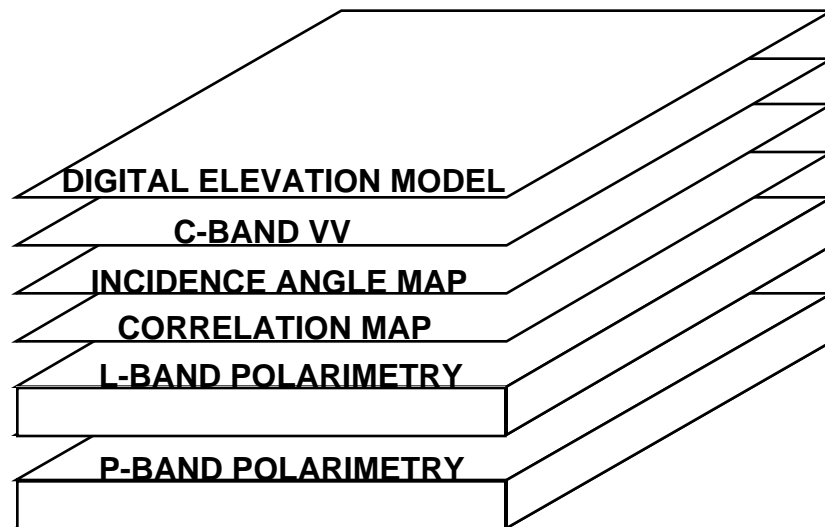 DIGITAL ELEVATION MODEL
C-BAND VV
INCIDENCE ANGLE MAP
CORRELATION MAP
L-BAND POLARIMETRY
P-BAND POLARIMETRY